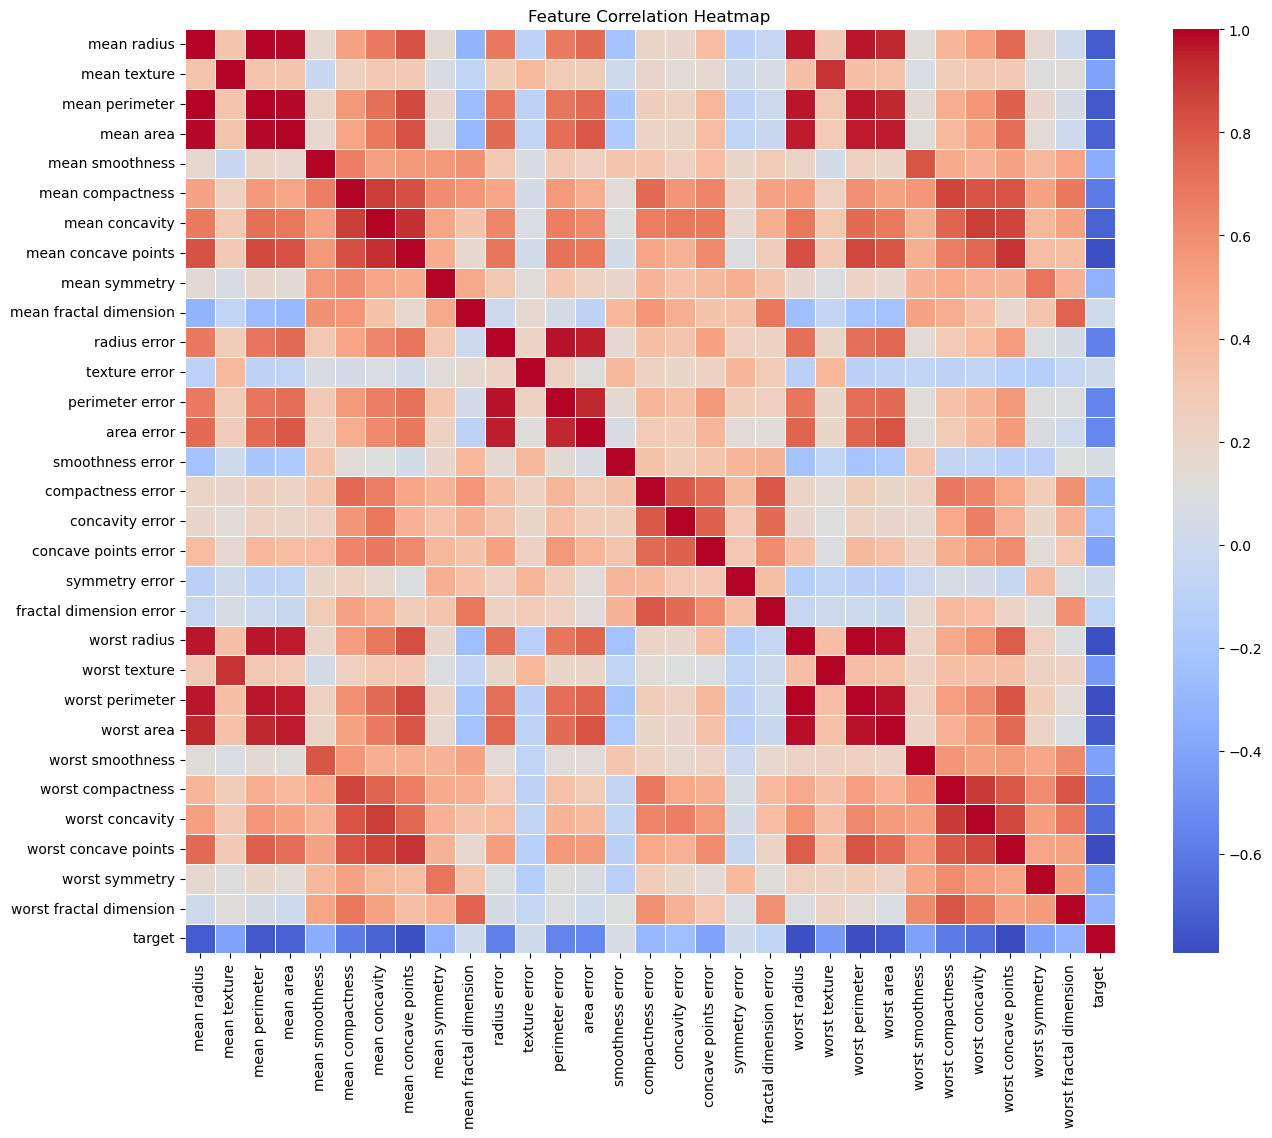 Feature Correlation Heatmap
mean radius
mean texture
mean perimeter
mean area
mean smoothness
mean compactness
mean concavity
mean concave points
mean symmetry
mean fractal dimension
radius error
texture error
perimeter error
area error
smoothness error
compactness error
concavity error
concave points error
symmetry error
fractal dimension error
worst radius
worst texture
worst perimeter
worst area
worst smoothness
worst compactness
worst concavity
worst concave points
worst symmetry
worst fractal dimension
target
mean radius
mean texture
mean perimeter
mean area
mean smoothness
mean compactness
mean concavity
mean concave points
mean symmetry
mean fractal dimension
radius error
texture error
perimeter error
area error
smoothness error
compactness error
concavity error
concave points error
symmetry error
fractal dimension error
worst radius
worst texture
worst perimeter
worst area
worst smoothness
worst compactness
worst concavity
worst concave points
worst symmetry
worst fractal dimension
target
1.0
0.8
0.6
0.4
0.2
0.0
−0.2
−0.4
−0.6